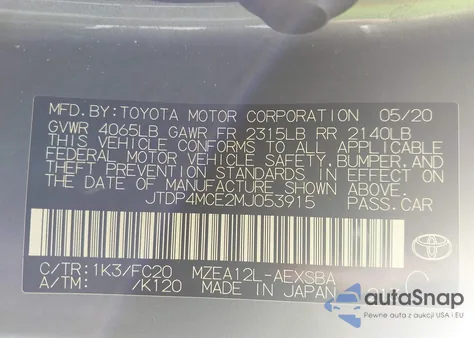 MFD. BY: TOYOTA MOTOR CORPORATION 05/20
GVWR 4065LB GAWR FR 2315LB RR 2140LB
THIS VEHICLE CONFORMS TO ALL APPLICABLE
FEDERAL MOTOR VEHICLE SAFETY, BUMPER, AND
THEFT PREVENTION STANDARDS IN EFFECT ON
THE DATE OF MANUFACTURE SHOWN ABOVE.
JTDP4MCE2MJ053915 PASS. CAR
C/TR: 1K3/FC20 MZEA12L-AEXSBA
A/TM: /K120 MADE IN JAPAN
TOYOTA
autoSnap
Pewne auta z dostawą z USA i EU